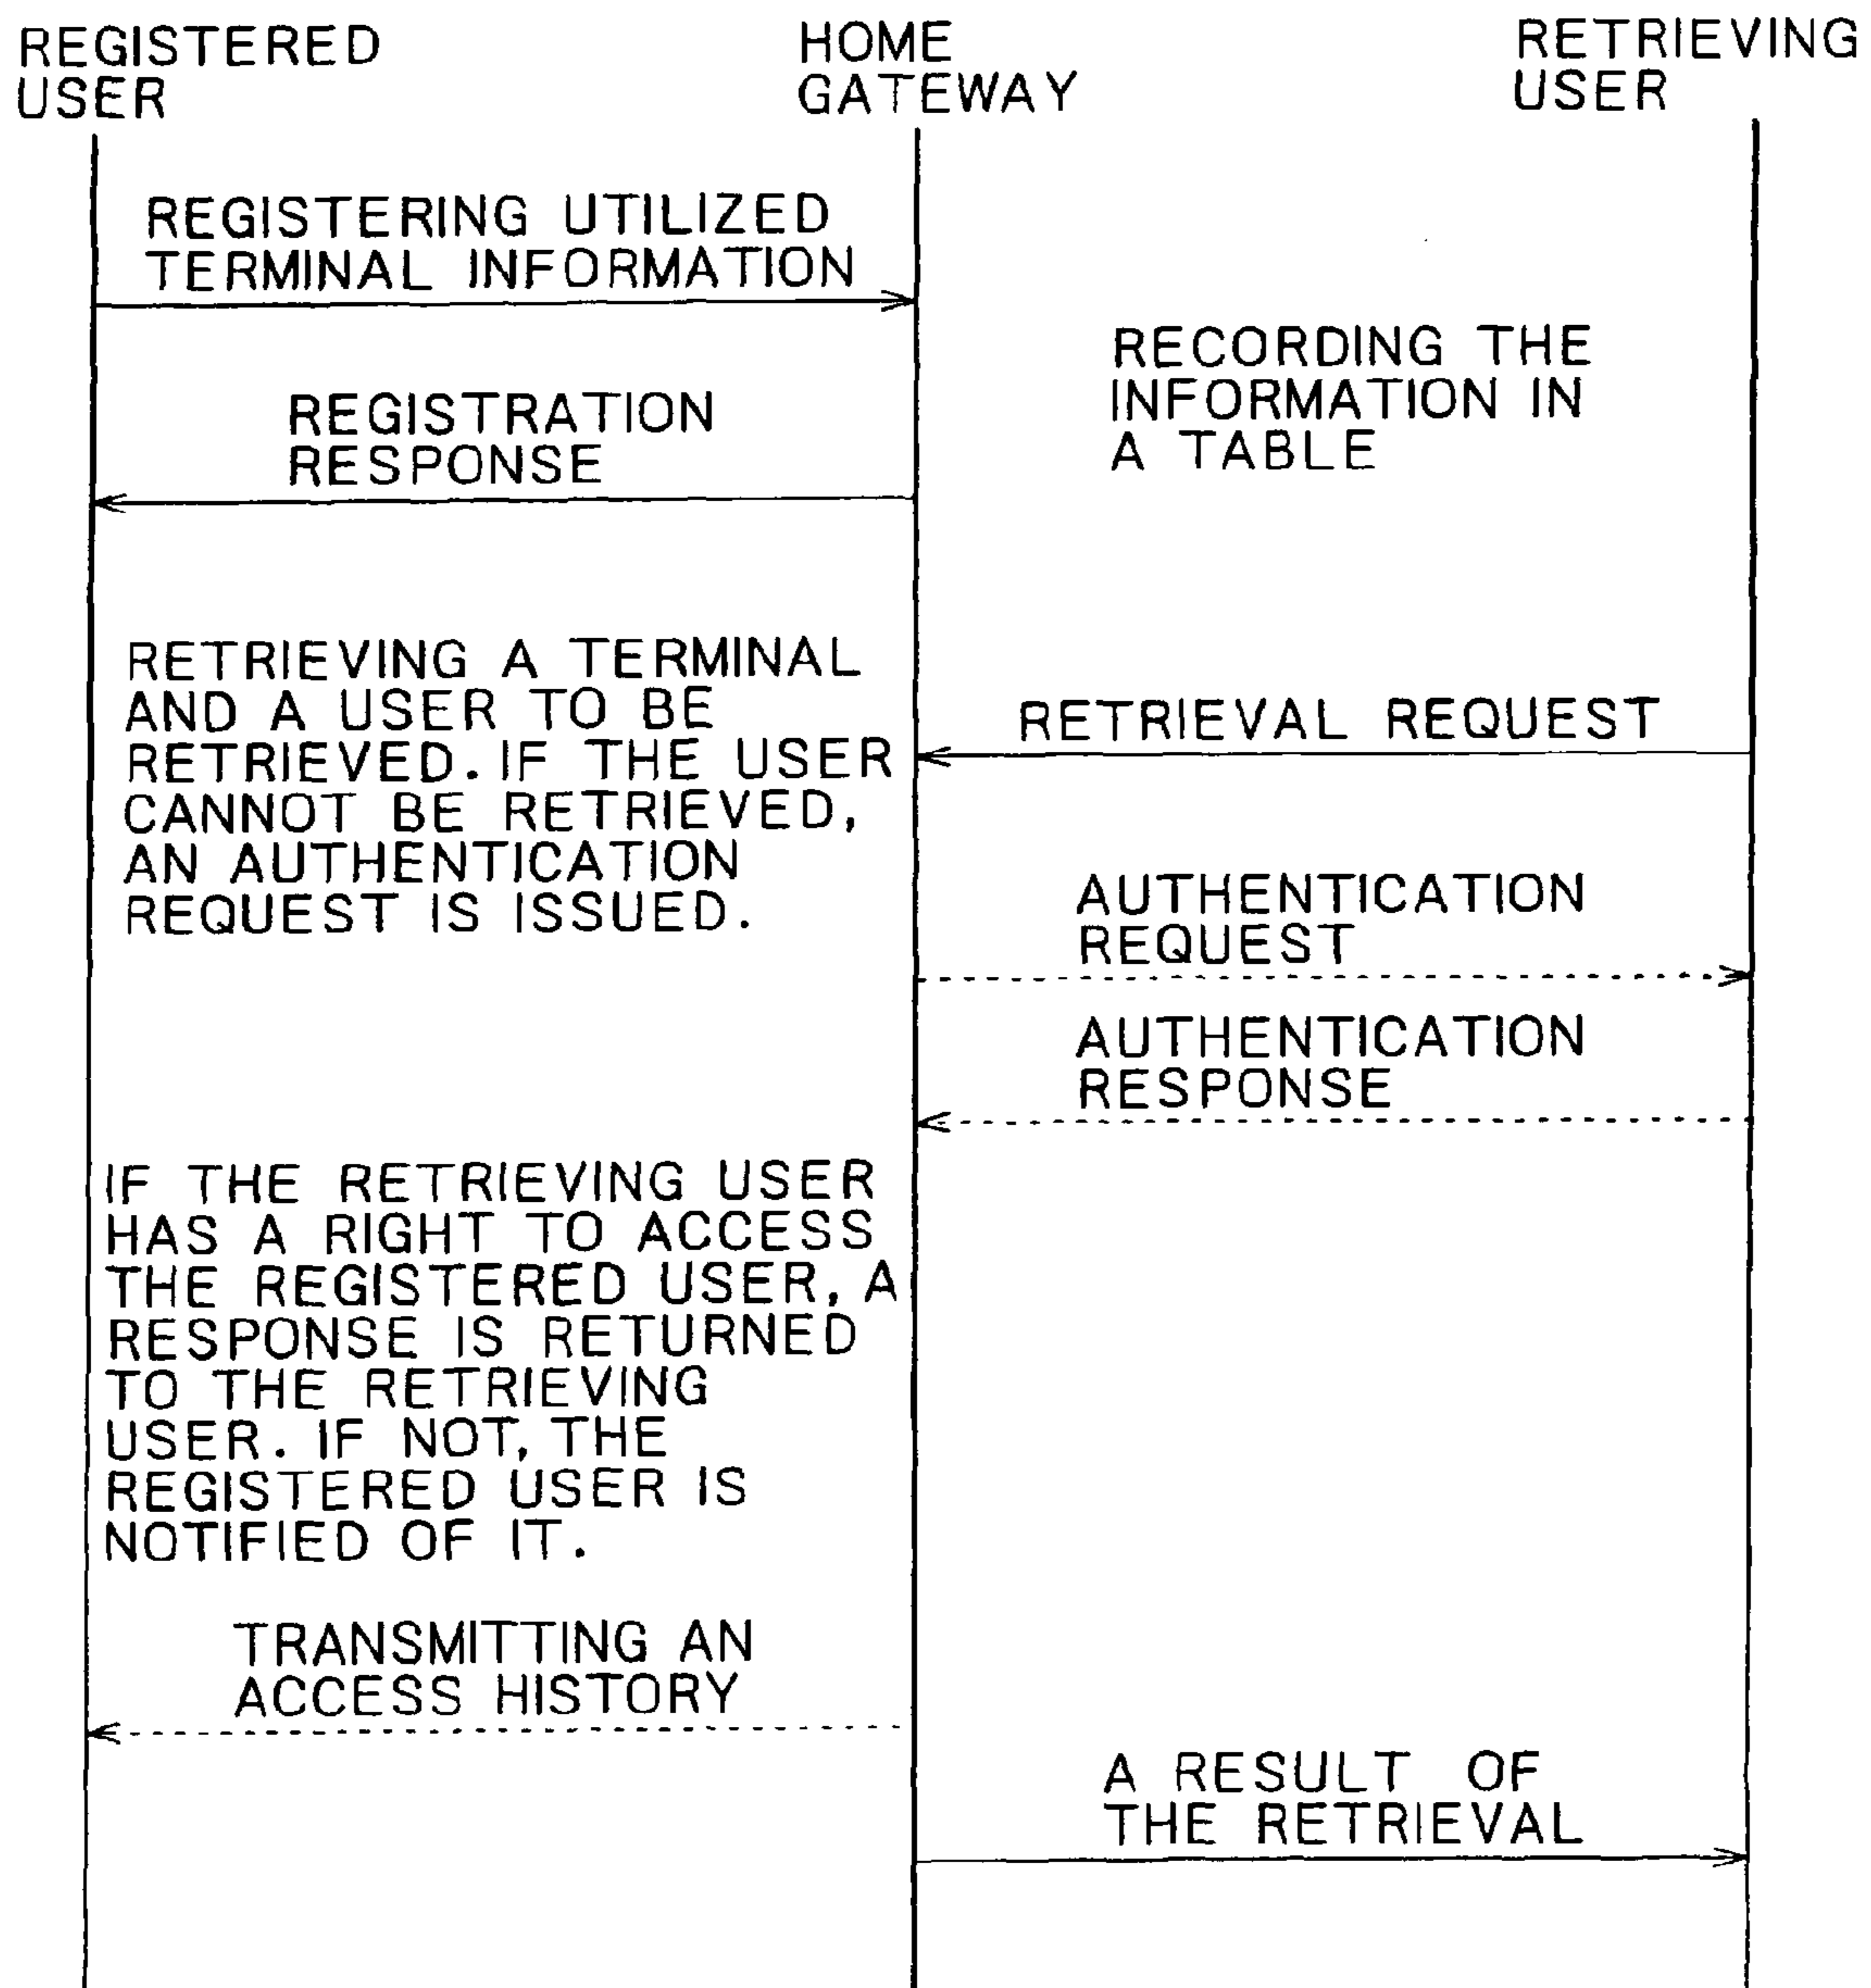 REGISTERED
USER
HOME
GATEWAY
RETRIEVING
USER
REGISTERING UTILIZED
TERMINAL INFORMATION
RECORDING THE
INFORMATION IN
A TABLE
REGISTRATION
RESPONSE
RETRIEVING A TERMINAL
AND A USER TO BE
RETRIEVED. IF THE USER
CANNOT BE RETRIEVED,
AN AUTHENTICATION
REQUEST IS ISSUED.
RETRIEVAL REQUEST
AUTHENTICATION
REQUEST
AUTHENTICATION
RESPONSE
IF THE RETRIEVING USER
HAS A RIGHT TO ACCESS
THE REGISTERED USER, A
RESPONSE IS RETURNED
TO THE RETRIEVING
USER. IF NOT, THE
REGISTERED USER IS
NOTIFIED OF IT.
TRANSMITTING AN
ACCESS HISTORY
A RESULT OF
THE RETRIEVAL